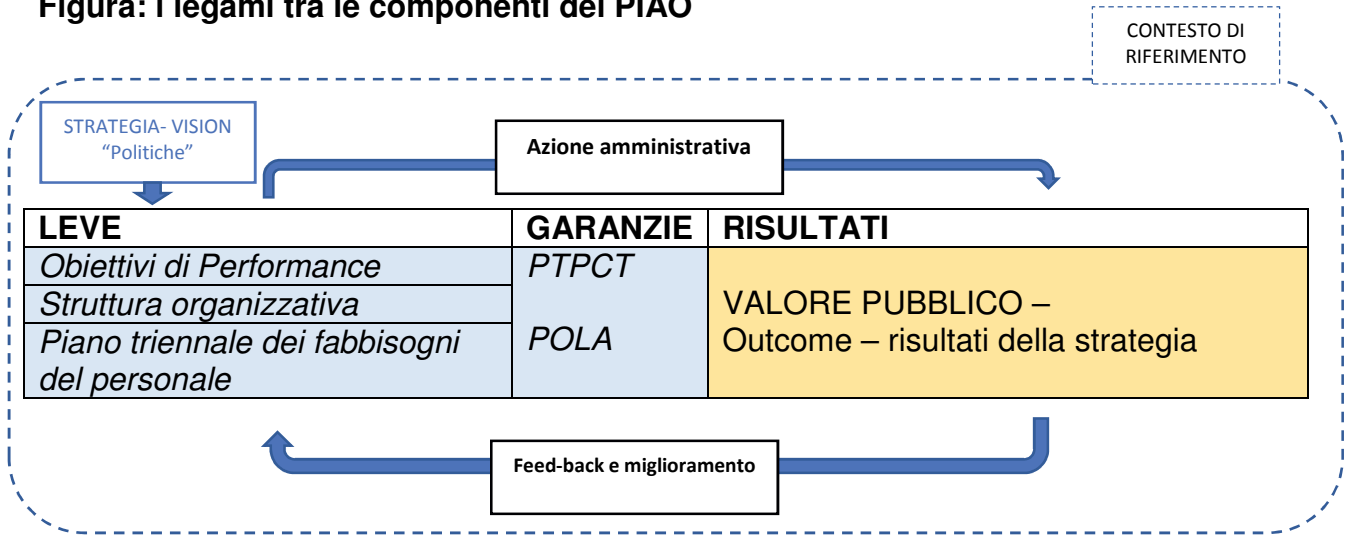 Figura: i legami tra le componenti del PIAO
CONTESTO DI
RIFERIMENTO
STRATEGIA- VISION
“Politiche”
Azione amministrativa
LEVE GARANZIE RISULTATI
Obiettivi di Performance PTPCT
Struttura organizzativa
VALORE PUBBLICO –
Piano triennale dei fabbisogni POLA Outcome – risultati della strategia
del personale
Feed-back e miglioramento